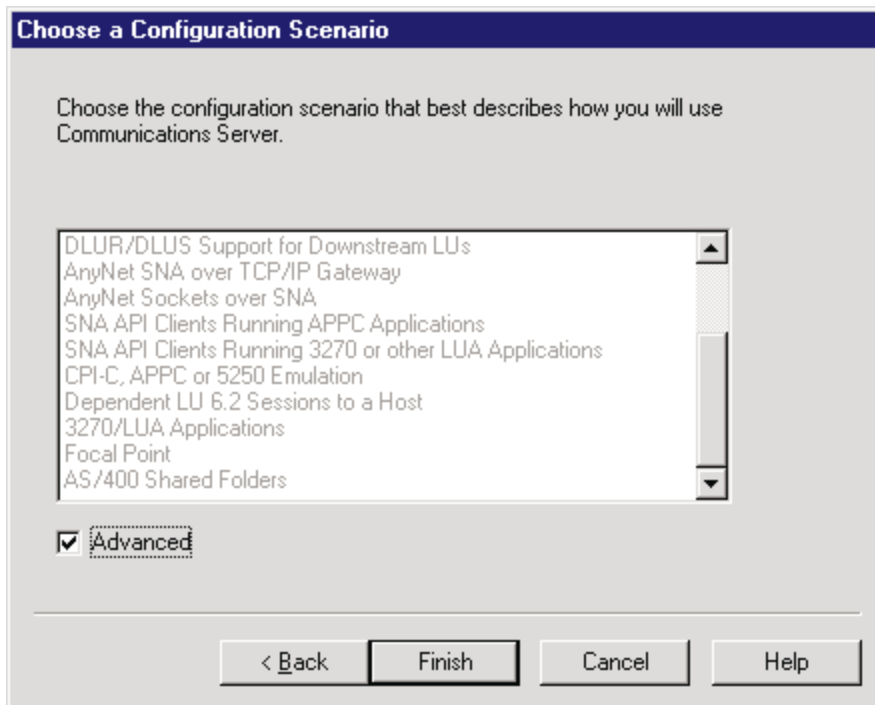 Choose a Configuration Scenario
Choose the configuration scenario that best describes how you will use
Communications Server.
DLUR/DLUS Support for Downstream LUs
AnyNet SNA over TCP/IP Gateway
AnyNet Sockets over SNA
SNA API Clients Running APPC Applications
SNA API Clients Running 3270 or other LUA Applications
CPI-C, APPC or 5250 Emulation
Dependent LU 6.2 Sessions to a Host
3270/LUA Applications
Focal Point
AS/400 Shared Folders
Advanced
< Back Finish Cancel Help